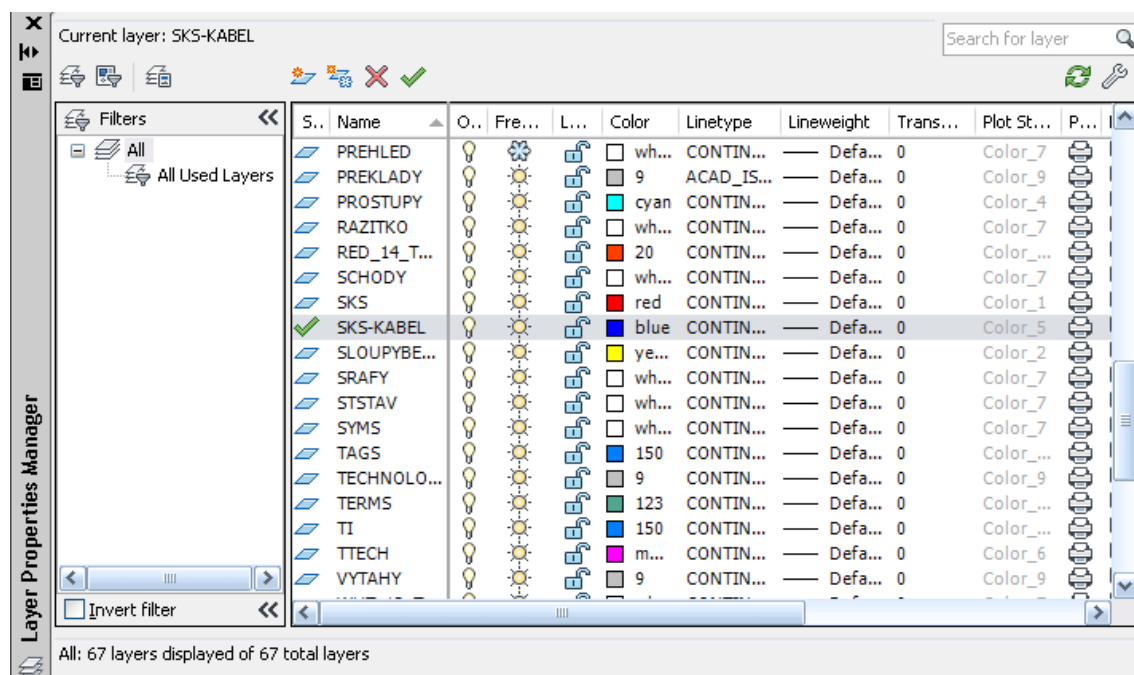 Current layer: SKS-KABEL
Search for layer
Filters
All
All Used Layers
S.. Name O.. Fre... L... Color Linetype Lineweight Trans... Plot St... P...
PREHLED wh... CONTIN... Defa... 0 Color_7
PREKLADY 9 ACAD_IS... Defa... 0 Color_9
PROSTUPY cyan CONTIN... Defa... 0 Color_4
RAZITKO wh... CONTIN... Defa... 0 Color_7
RED_14_T... 20 CONTIN... Defa... 0 Color_...
SCHODY wh... CONTIN... Defa... 0 Color_7
SKS red CONTIN... Defa... 0 Color_1
SKS-KABEL blue CONTIN... Defa... 0 Color_5
SLOUPYBE... ye... CONTIN... Defa... 0 Color_2
SRAFY wh... CONTIN... Defa... 0 Color_7
STSTAV wh... CONTIN... Defa... 0 Color_7
SYMS wh... CONTIN... Defa... 0 Color_7
TAGS 150 CONTIN... Defa... 0 Color_...
TECHNOLO... 9 CONTIN... Defa... 0 Color_9
TERMS 123 CONTIN... Defa... 0 Color_...
TI 150 CONTIN... Defa... 0 Color_...
TTECH m... CONTIN... Defa... 0 Color_6
VYTAHY 9 CONTIN... Defa... 0 Color_9
Invert filter
Layer Properties Manager
All: 67 layers displayed of 67 total layers